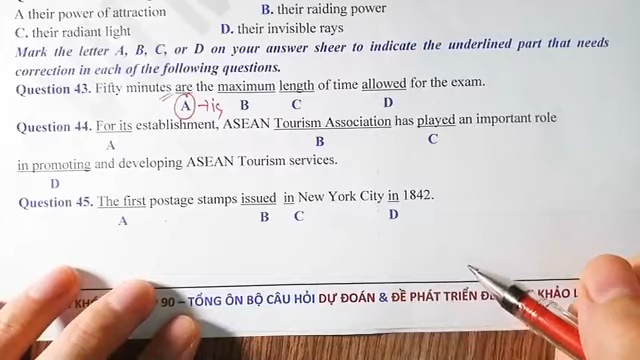 A their power of attraction B. their raiding power
C. their radiant light D. their invisible rays
Mark the letter A, B, C, or D on your answer sheer to indicate the underlined part that needs
correction in each of the following questions.
Question 43. Fifty minutes are the maximum length of time allowed for the exam.
A → is B C D
Question 44. For its establishment, ASEAN Tourism Association has played an important role
A B C
in promoting and developing ASEAN Tourism services.
D
Question 45. The first postage stamps issued in New York City in 1842.
A B C D
90 – TỔNG ÔN BỘ CÂU HỎI DỰ ĐOÁN & ĐỀ PHÁT TRIỂN KHẢO